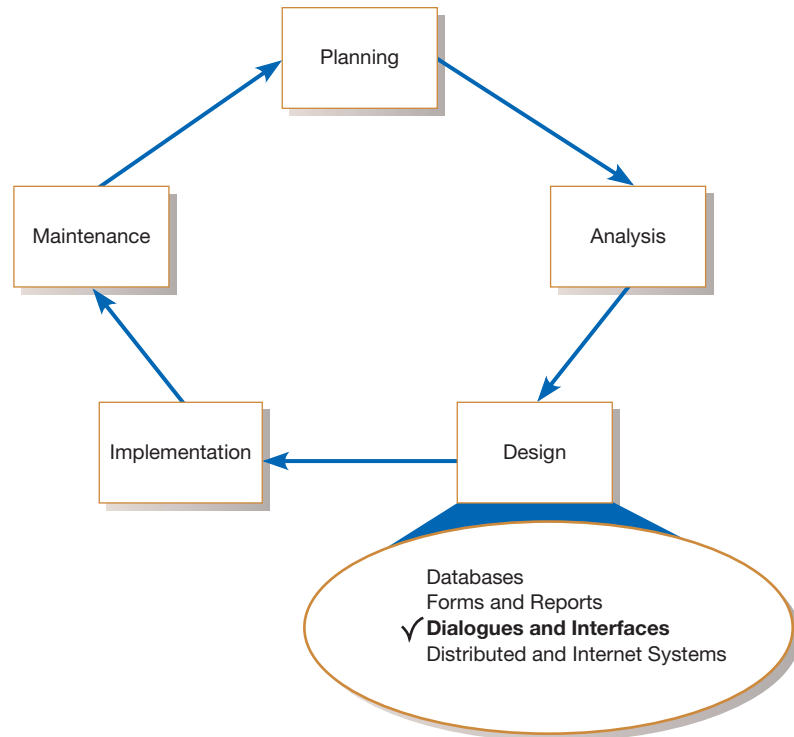 Planning
Maintenance
Analysis
Implementation
Design
Databases
Forms and Reports
✓Dialogues and Interfaces
Distributed and Internet Systems